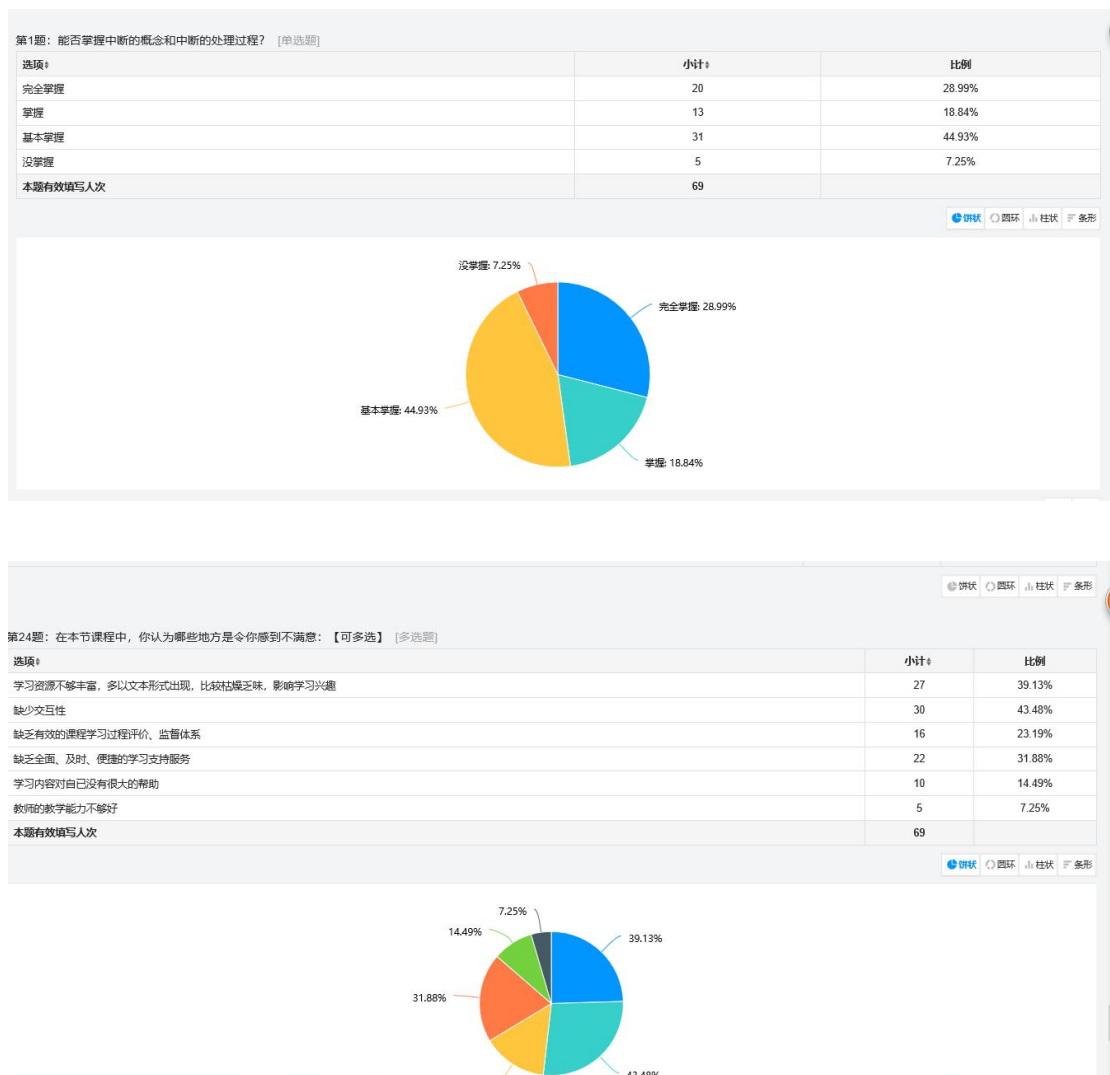 第1题：能否掌握中断的概念和中断的处理过程？ [单选题]
选项 小计 比例
完全掌握 20 28.99%
掌握 13 18.84%
基本掌握 31 44.93%
没掌握 5 7.25%
本题有效填写人次 69
饼状 圆环 柱状 条形
没掌握: 7.25%
完全掌握: 28.99%
基本掌握: 44.93%
掌握: 18.84%
饼状 圆环 柱状 条形
第24题：在本节课程中，你认为哪些地方是令你感到不满意：【可多选】 [多选题]
选项 小计 比例
学习资源不够丰富，多以文本形式出现，比较枯燥乏味，影响学习兴趣 27 39.13%
缺少交互性 30 43.48%
缺乏有效的课程学习过程评价、监督体系 16 23.19%
缺乏全面、及时、便捷的学习支持服务 22 31.88%
学习内容对自己没有很大的帮助 10 14.49%
教师的教学能力不够好 5 7.25%
本题有效填写人次 69
饼状 圆环 柱状 条形
7.25%
14.49%
39.13%
31.88%
43.48%